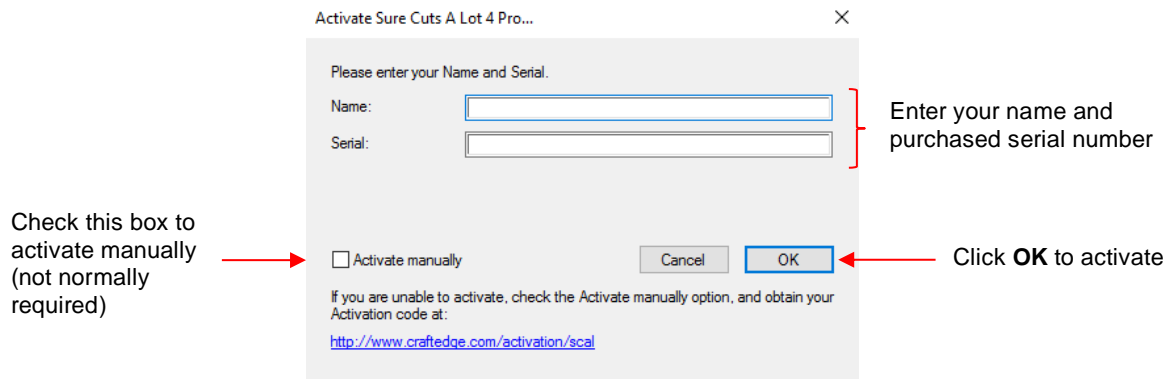 Activate Sure Cuts A Lot 4 Pro...
Please enter your Name and Serial.
Name:
Serial:
Enter your name and
purchased serial number
Check this box to
activate manually
(not normally
required)
Activate manually
Cancel
OK
Click OK to activate
If you are unable to activate, check the Activate manually option, and obtain your
Activation code at:
http://www.craftedge.com/activation/scal